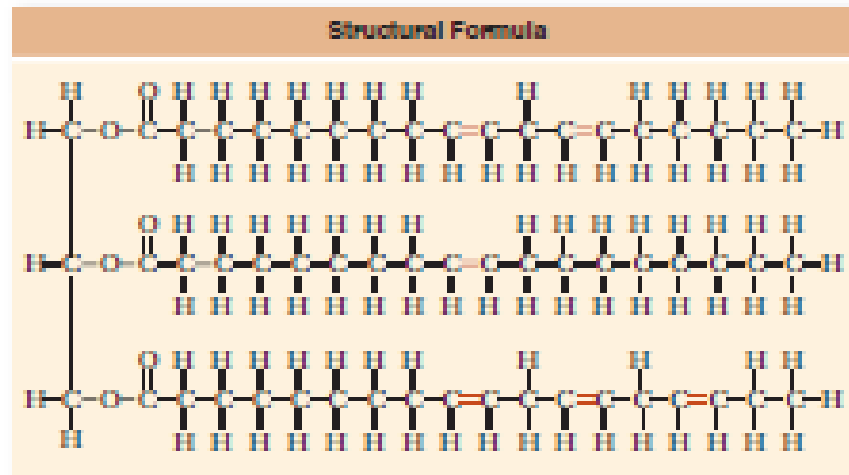 Structural Formula
H O H H H H H H H H H H H H H
H–C–O–C–C–C–C–C–C–C–C–C=C–C–C=C–C–C–C–C–C–H
H H H H H H H H H H H H H H H H H
O H H H H H H H H H H H H H H H
H–C–O–C–C–C–C–C–C–C–C–C=C–C–C–C–C–C–C–C–C–H
H H H H H H H H H H H H H H H H H
O H H H H H H H H H H H
H–C–O–C–C–C–C–C–C–C–C–C=C–C–C=C–C–C=C–C–C–H
H H H H H H H H H H H H H H H H H H